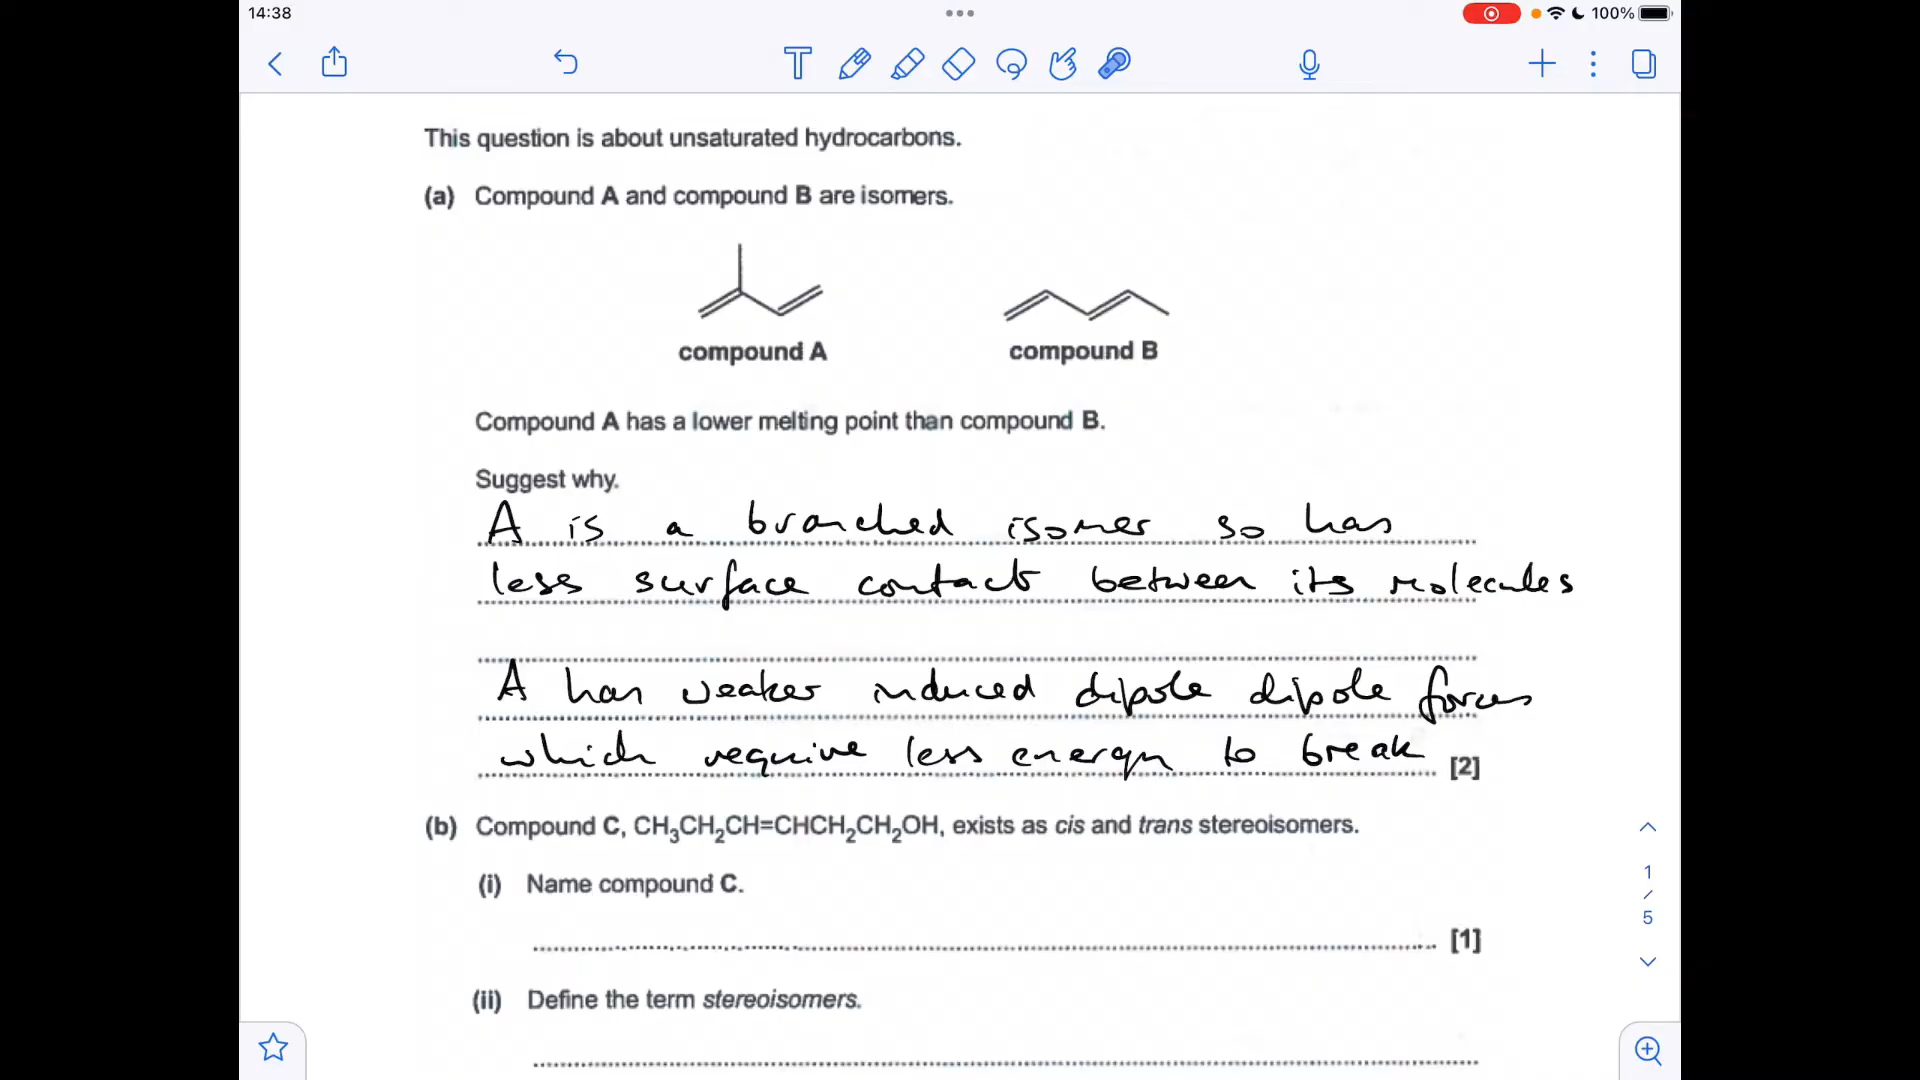 14:38
100%
This question is about unsaturated hydrocarbons.
(a) Compound A and compound B are isomers.
compound A compound B
Compound A has a lower melting point than compound B.
Suggest why.
A is a branched isomer so has
less surface contact between its molecules
A has weaker induced dipole dipole forces
which require less energy to break [2]
(b) Compound C, CH₃CH₂CH=CHCH₂CH₂OH, exists as cis and trans stereoisomers.
(i) Name compound C.
[1]
(ii) Define the term stereoisomers.
1
/
5